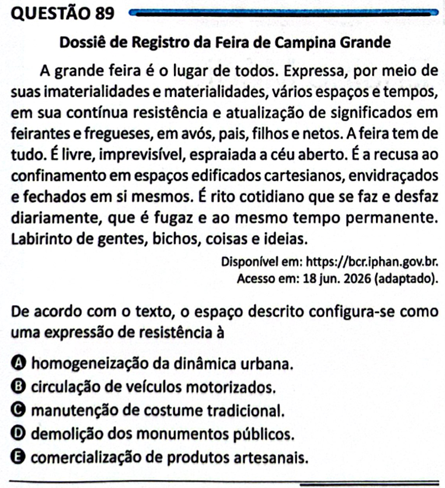 QUESTÃO 89
Dossiê de Registro da Feira de Campina Grande
A grande feira é o lugar de todos. Expressa, por meio de
suas imaterialidades e materialidades, vários espaços e tempos,
em sua contínua resistência e atualização de significados em
feirantes e fregueses, em avós, pais, filhos e netos. A feira tem de
tudo. É livre, imprevisível, espraiada a céu aberto. É a recusa ao
confinamento em espaços edificados cartesianos, envidraçados
e fechados em si mesmos. É rito cotidiano que se faz e desfaz
diariamente, que é fugaz e ao mesmo tempo permanente.
Labirinto de gentes, bichos, coisas e ideias.
Disponível em: https://bcr.iphan.gov.br.
Acesso em: 18 jun. 2026 (adaptado).
De acordo com o texto, o espaço descrito configura-se como
uma expressão de resistência à
A homogeneização da dinâmica urbana.
B circulação de veículos motorizados.
C manutenção de costume tradicional.
D demolição dos monumentos públicos.
E comercialização de produtos artesanais.